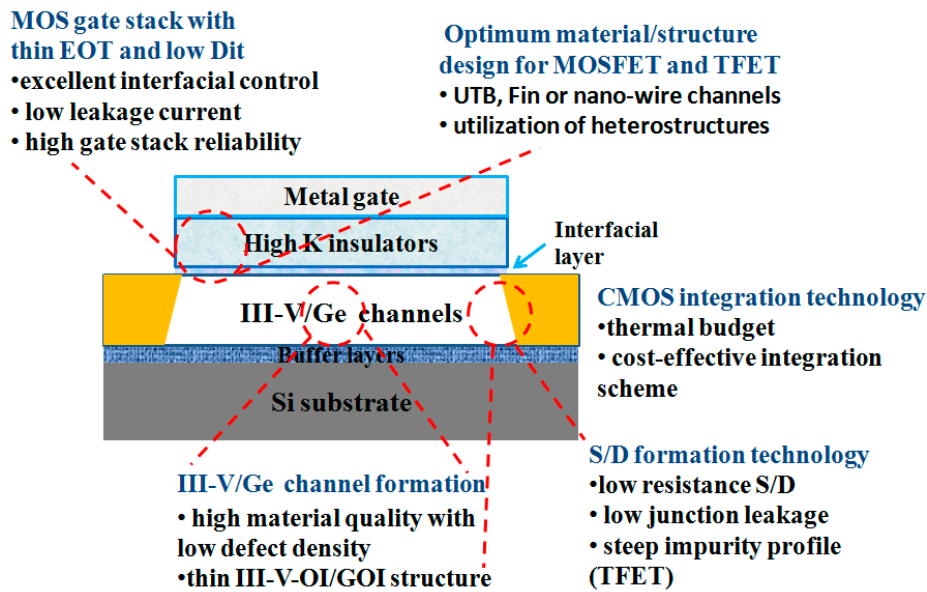 MOS gate stack with
thin EOT and low Dit
•excellent interfacial control
• low leakage current
• high gate stack reliability
Optimum material/structure
design for MOSFET and TFET
• UTB, Fin or nano-wire channels
• utilization of heterostructures
Metal gate
High K insulators
Interfacial
layer
III-V/Ge channels
Buffer layers
Si substrate
CMOS integration technology
•thermal budget
• cost-effective integration
scheme
III-V/Ge channel formation
• high material quality with
low defect density
•thin III-V-OI/GOI structure
S/D formation technology
•low resistance S/D
• low junction leakage
• steep impurity profile
(TFET)